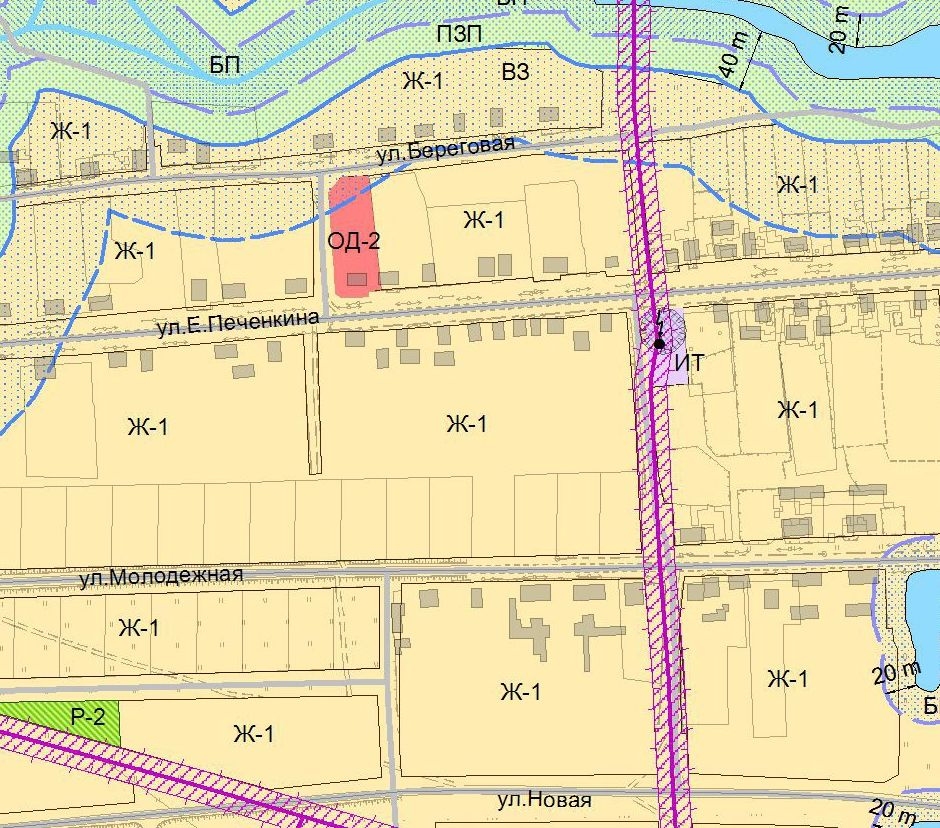 БП
ПЗП
20 m
40 m
БП
Ж-1
ВЗ
Ж-1
ул.Береговая
Ж-1
Ж-1
ОД-2
Ж-1
ул.Е.Печенкина
ИТ
Ж-1
Ж-1
Ж-1
ул.Молодежная
Ж-1
20 m
Ж-1
Ж-1
Б
Р-2
Ж-1
ул.Новая
20 m